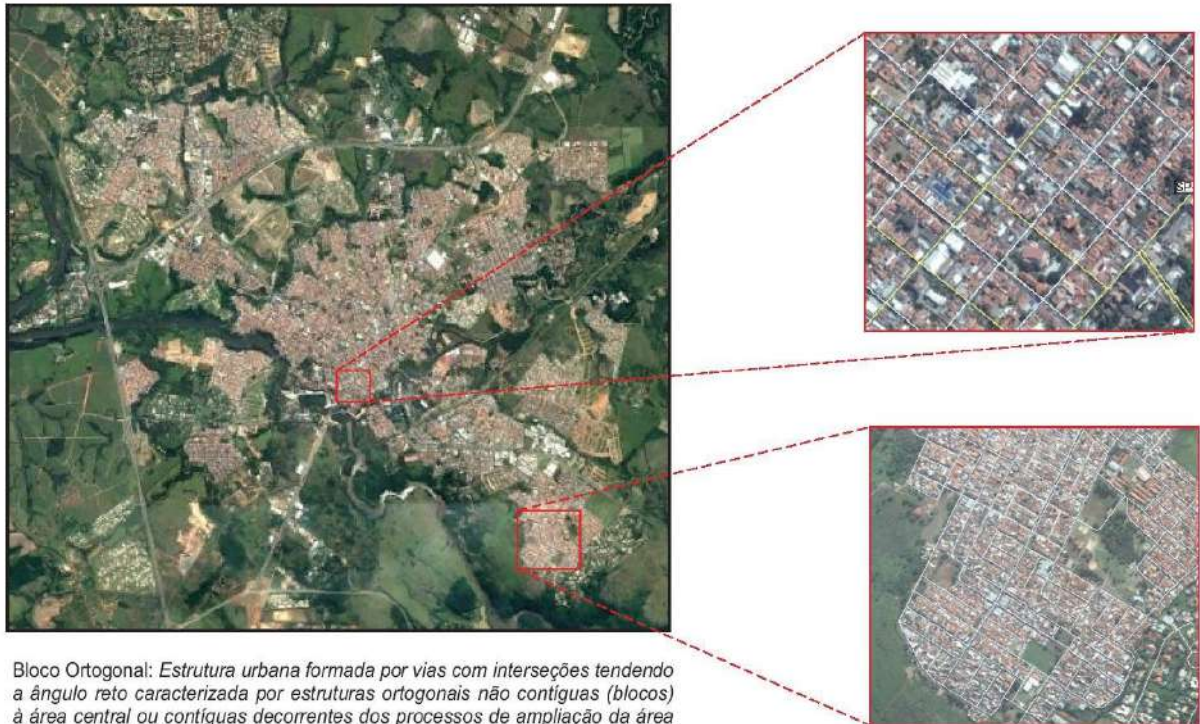 SP
Bloco Ortogonal: Estrutura urbana formada por vias com interseções tendendo
a ângulo reto caracterizada por estruturas ortogonais não contíguas (blocos)
à área central ou contíguas decorrentes dos processos de ampliação da área